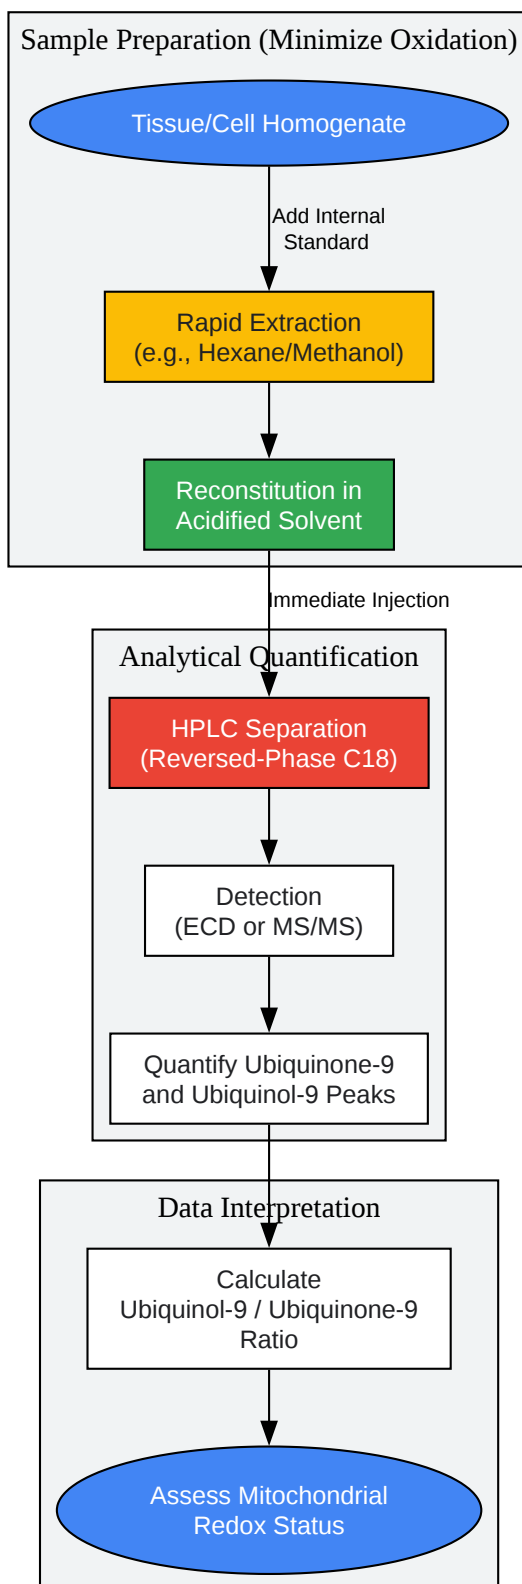 Sample Preparation (Minimize Oxidation)
Tissue/Cell Homogenate
Add Internal
Standard
Rapid Extraction
(e.g., Hexane/Methanol)
Reconstitution in
Acidified Solvent
Immediate Injection
Analytical Quantification
HPLC Separation
(Reversed-Phase C18)
Detection
(ECD or MS/MS)
Quantify Ubiquinone-9
and Ubiquinol-9 Peaks
Data Interpretation
Calculate
Ubiquinol-9 / Ubiquinone-9
Ratio
Assess Mitochondrial
Redox Status